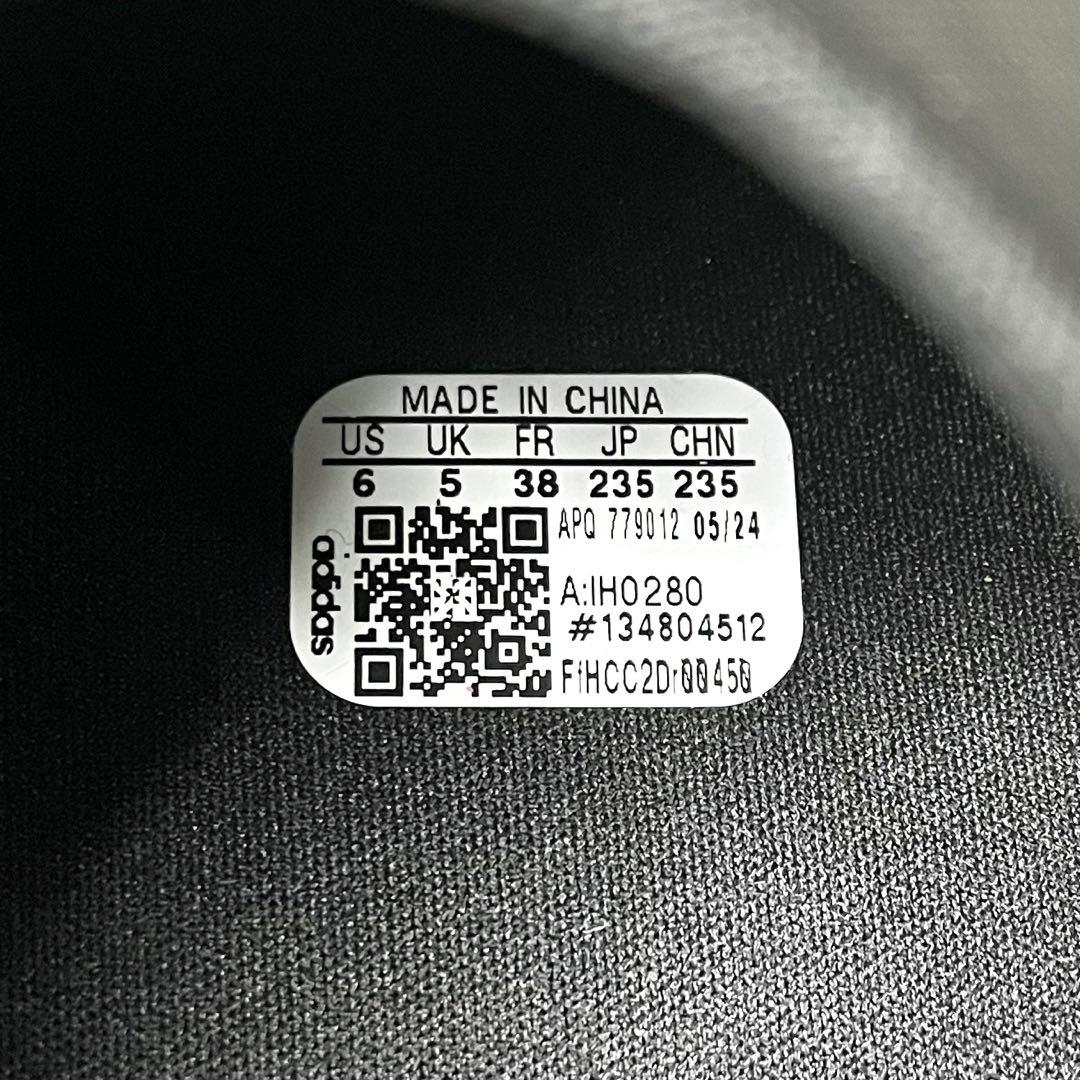 MADE IN CHINA
US UK FR JP CHN
6 5 38 235 235
adidas
APQ 779012 05/24
A:IH0280
#134804512
FfHCC2Dr00450